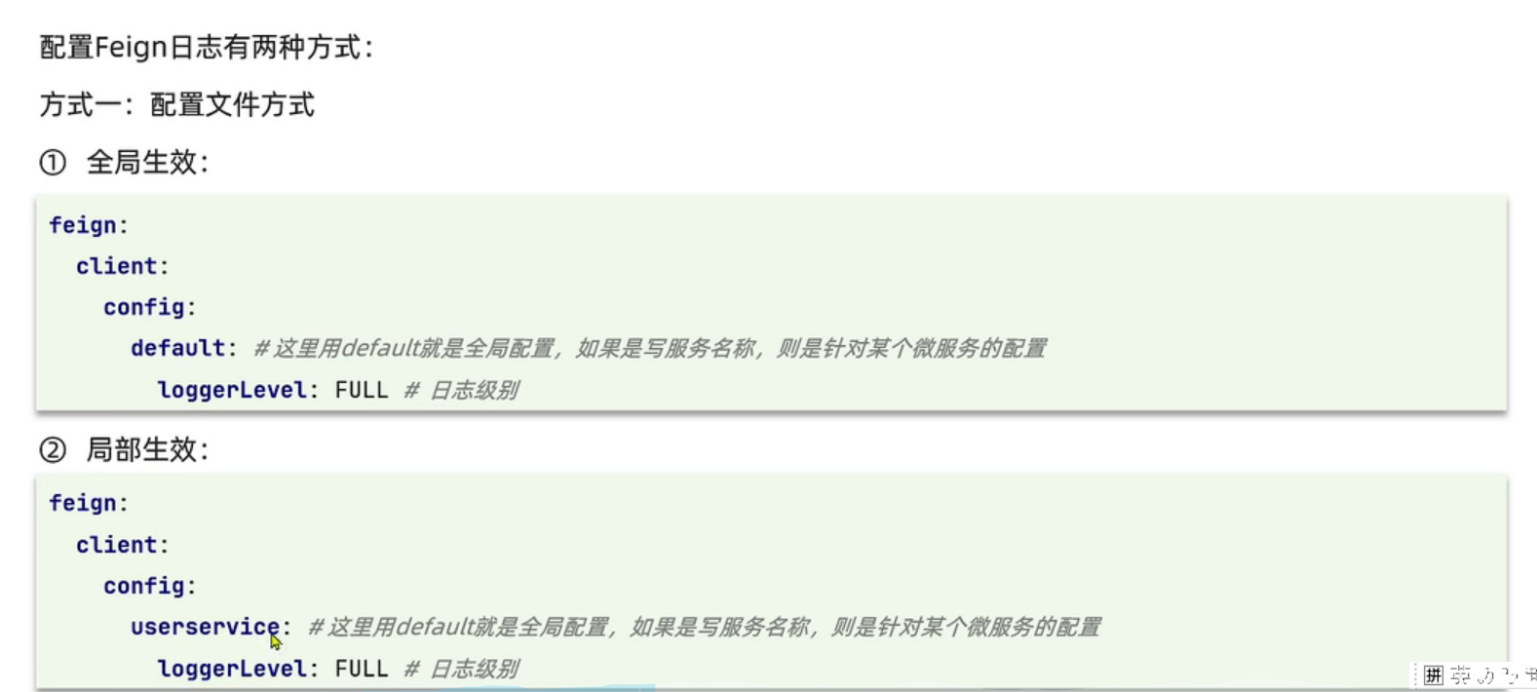 配置Feign日志有两种方式：
方式一：配置文件方式
① 全局生效：
feign:
  client:
    config:
      default: #这里用default就是全局配置，如果是写服务名称，则是针对某个微服务的配置
        loggerLevel: FULL # 日志级别
② 局部生效：
feign:
  client:
    config:
      userservice: #这里用default就是全局配置，如果是写服务名称，则是针对某个微服务的配置
        loggerLevel: FULL # 日志级别
拼 英